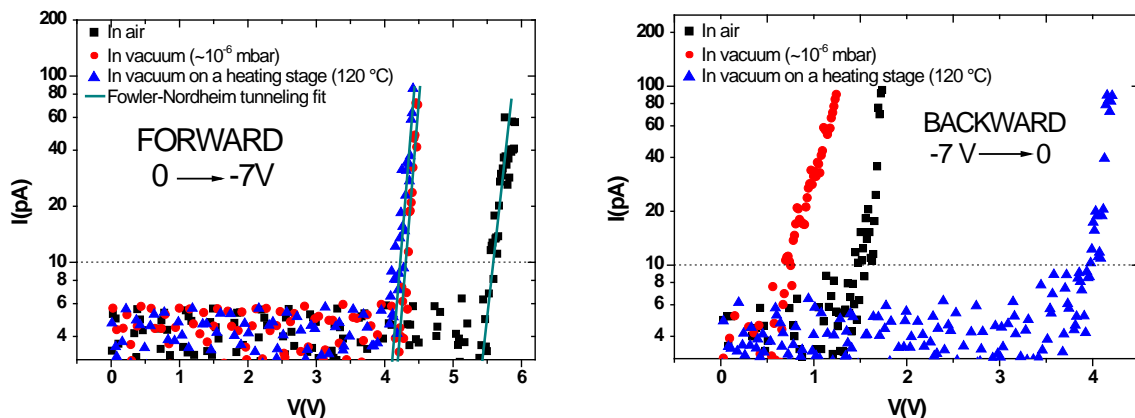 In air
In vacuum (~10⁻⁶ mbar)
In vacuum on a heating stage (120 °C)
Fowler-Nordheim tunneling fit
FORWARD
0 → -7V
200
100
80
60
40
20
10
8
6
4
I(pA)
0 1 2 3 4 5 6
V(V)
In air
In vacuum (~10⁻⁶ mbar)
In vacuum on a heating stage (120 °C)
BACKWARD
-7 V → 0
200
100
80
60
40
20
10
8
6
4
I(pA)
0 1 2 3 4
V(V)